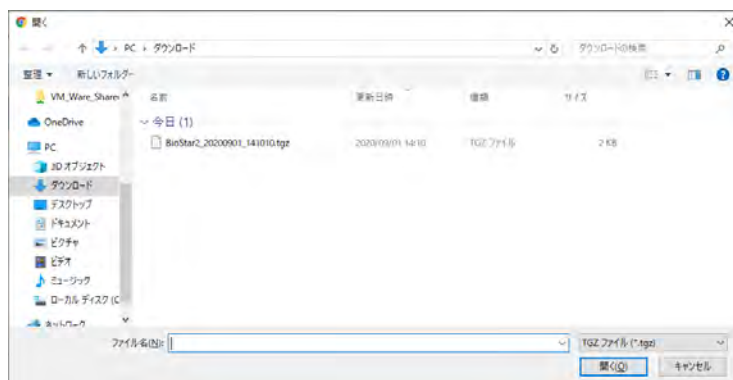 開く
PC › ダウンロード
ダウンロードの検索
整理
新しいフォルダー
名前 更新日時 種類 サイズ
VM_Ware_Share
OneDrive
PC
3D オブジェクト
ダウンロード
デスクトップ
ドキュメント
ピクチャ
ビデオ
ミュージック
ローカル ディスク (C
ネットワーク
今日 (1)
BioStar2_20200901_141010.tgz 2020/09/01 14:10 TGZ ファイル 2 KB
ファイル名(N):
TGZ ファイル (*.tgz)
開く(O) キャンセル